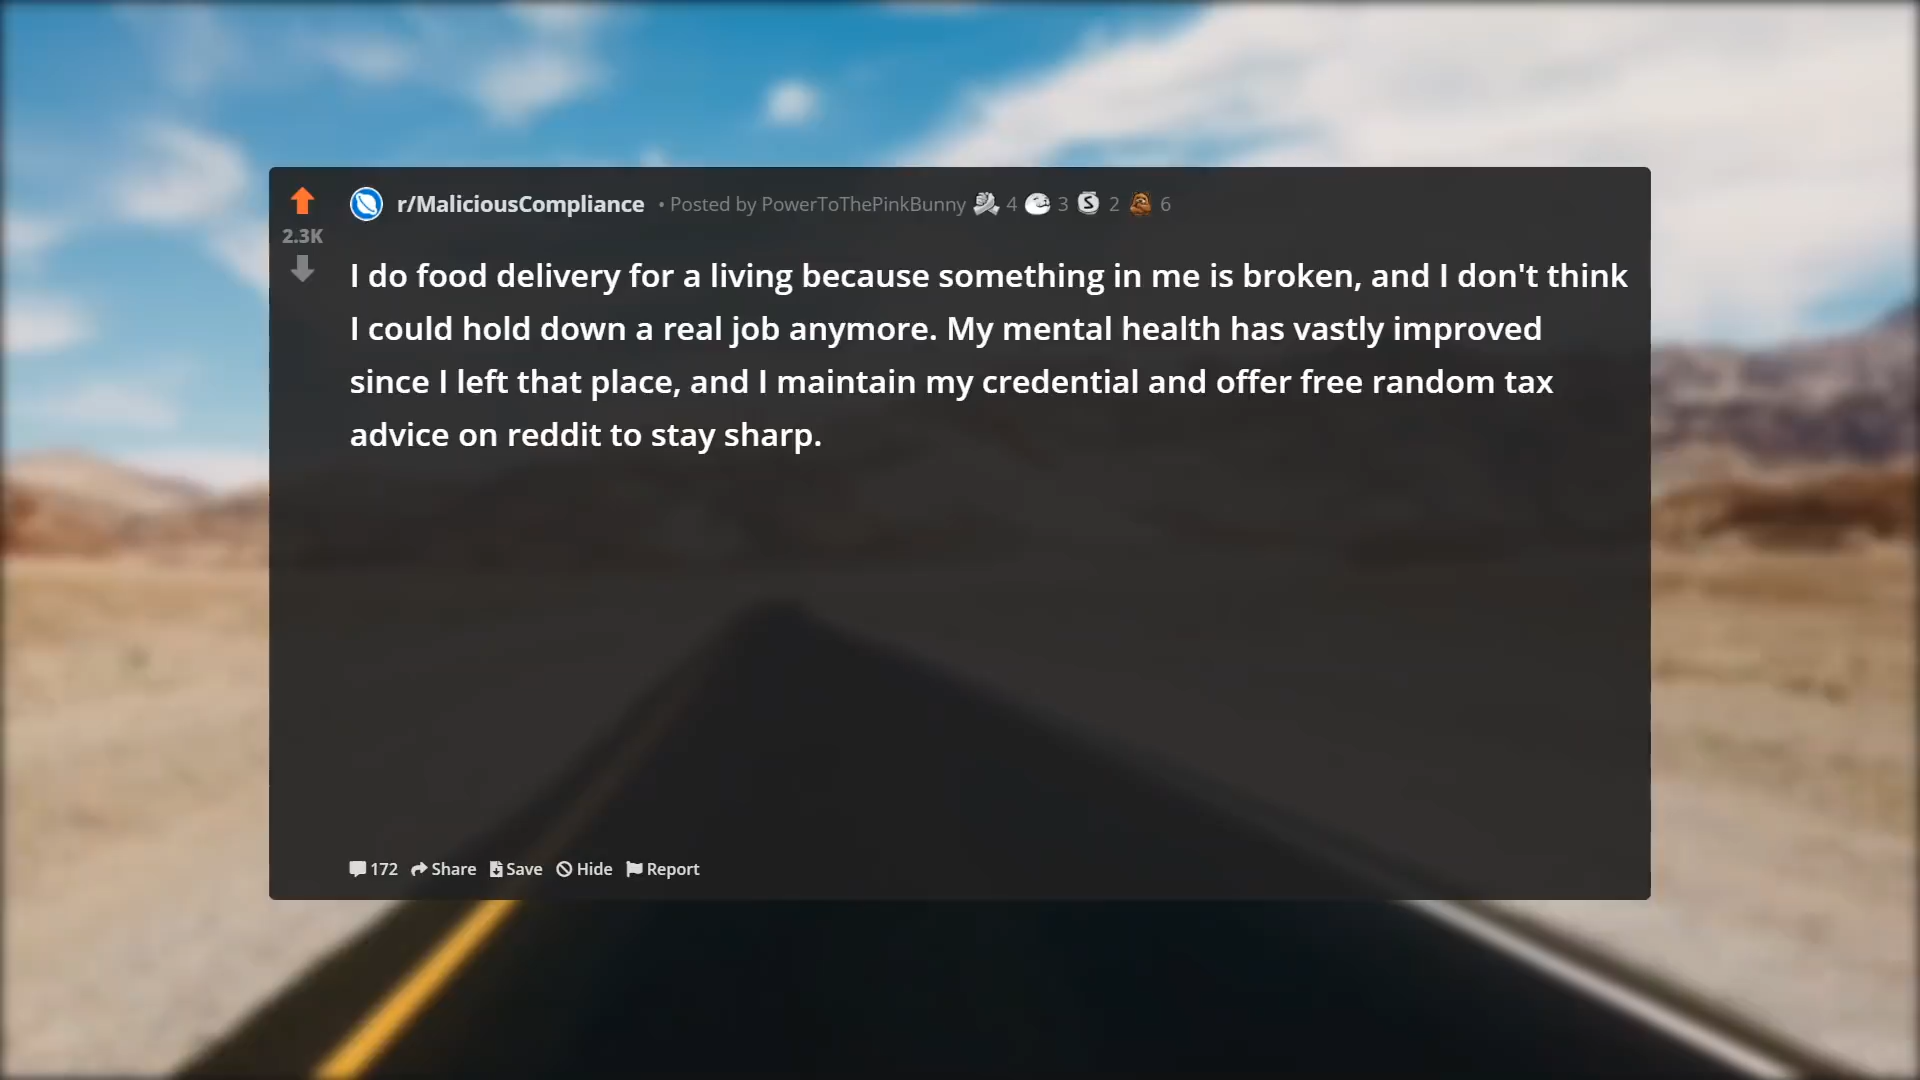 r/MaliciousCompliance • Posted by PowerToThePinkBunny 4 3 S 2 6
2.3K
I do food delivery for a living because something in me is broken, and I don't think
I could hold down a real job anymore. My mental health has vastly improved
since I left that place, and I maintain my credential and offer free random tax
advice on reddit to stay sharp.
172 Share Save Hide Report